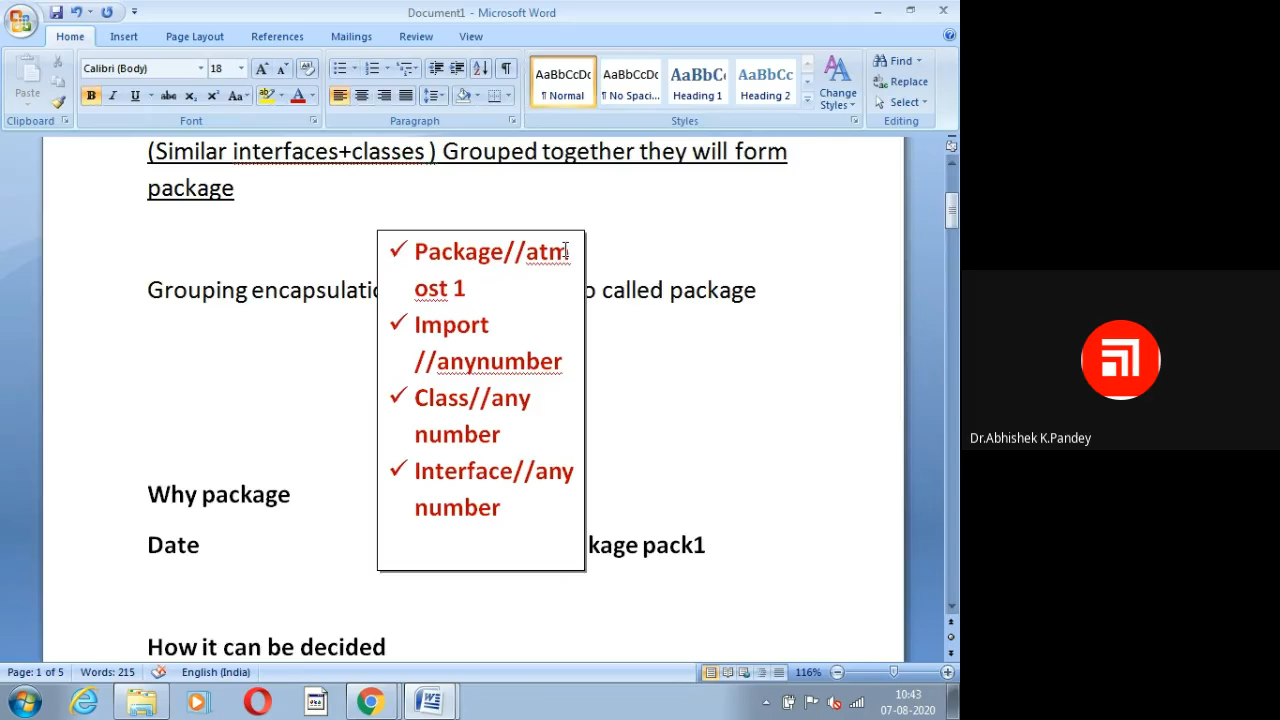 Document1 - Microsoft Word
Home Insert Page Layout References Mailings Review View
Calibri (Body) 18
AaBbCcDc AaBbCcDc AaBbC AaBbCc
Paste
¶ Normal ¶ No Spaci... Heading 1 Heading 2
Change Styles
Find
Replace
Select
Clipboard Font Paragraph Styles Editing
(Similar interfaces+classes ) Grouped together they will form
package
Package//atm
ost 1
Grouping encapsulatio
o called package
Import
//anynumber
Class//any
number
Interface//any
number
Why package
Date
kage pack1
How it can be decided
Dr.Abhishek K.Pandey
Page: 1 of 5 Words: 215 English (India) 116%
10:43
07-08-2020